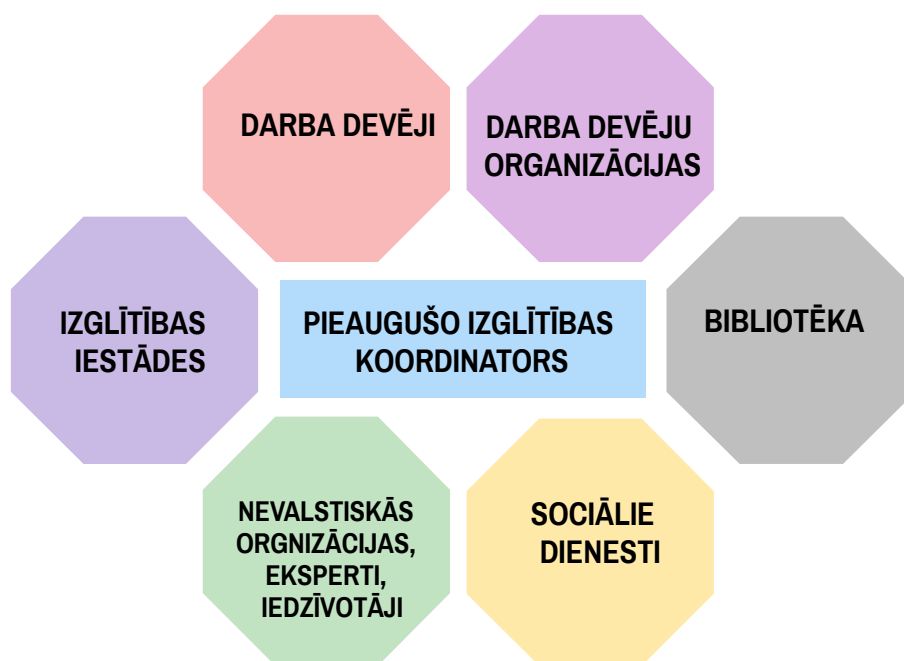 DARBA DEVĒJI
DARBA DEVĒJU
ORGANIZĀCIJAS
IZGLĪTĪBAS
IESTĀDES
PIEAUGUŠO IZGLĪTĪBAS
KOORDINATORS
BIBLIOTĒKA
NEVALSTISKĀS
ORGNIZĀCIJAS,
EKSPERTI,
IEDZĪVOTĀJI
SOCIĀLIE
DIENESTI